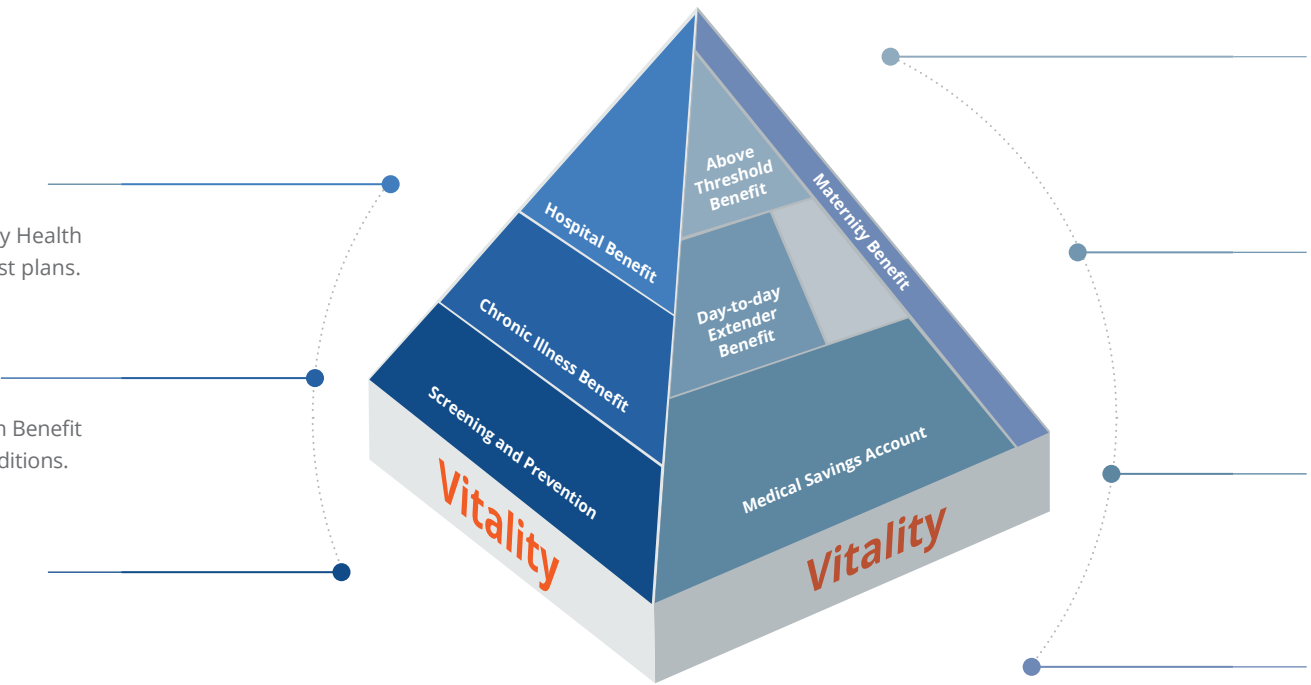 y Health
st plans.
n Benefit
ditions.
Hospital Benefit
Chronic Illness Benefit
Screening and Prevention
Vitality
Above
Threshold
Benefit
Maternity Benefit
Day-to-day
Extender
Benefit
Medical Savings Account
Vitality